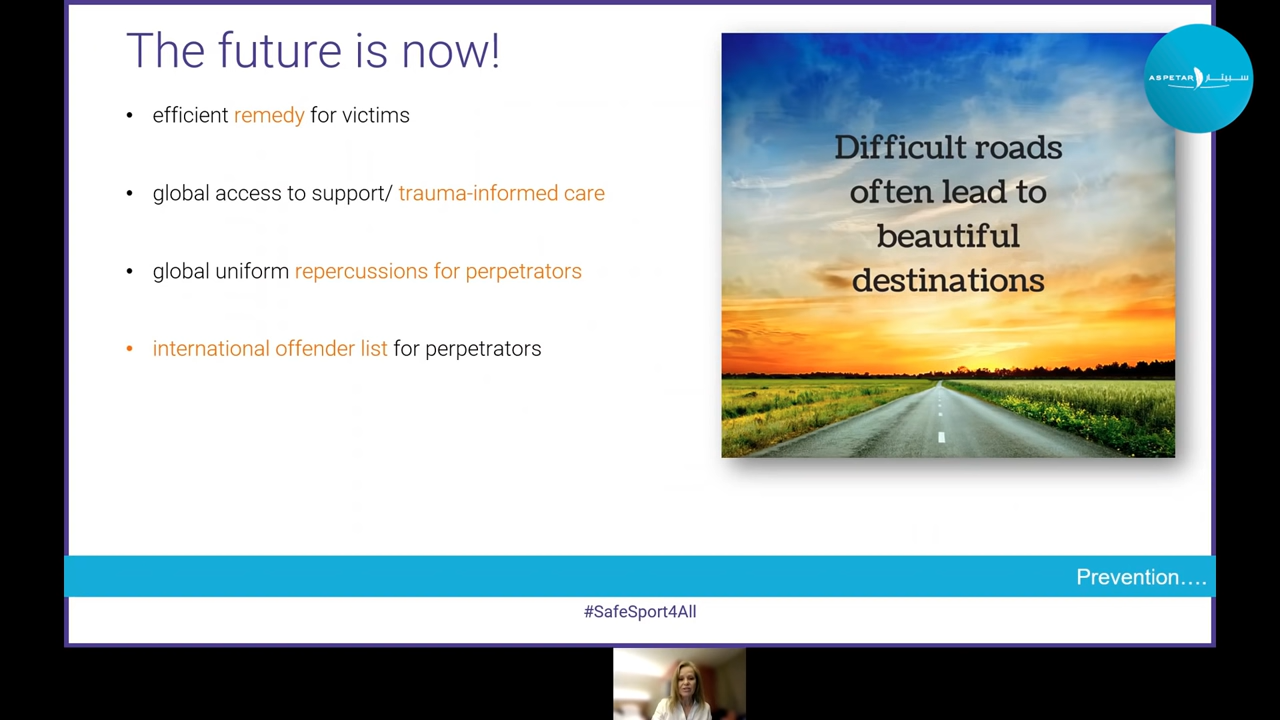 The future is now!
• efficient remedy for victims
• global access to support/ trauma-informed care
• global uniform repercussions for perpetrators
• international offender list for perpetrators
Difficult roads
often lead to
beautiful
destinations
ASPETAR سبيتار
Prevention....
#SafeSport4All